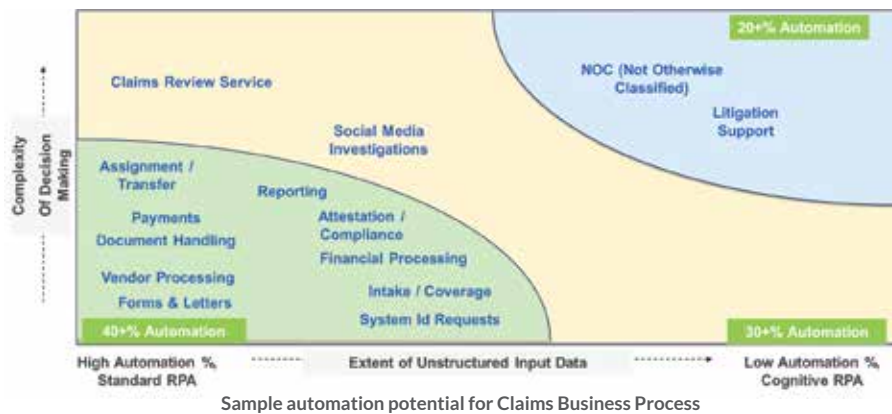 20+% Automation
NOC (Not Otherwise
Classified)
Litigation
Support
Claims Review Service
Social Media
Investigations
Assignment /
Transfer
Reporting
Payments
Document Handling
Attestation /
Compliance
Financial Processing
Vendor Processing
Forms & Letters
Intake / Coverage
System Id Requests
40+% Automation
30+% Automation
Complexity
Of Decision
Making
High Automation %,
Standard RPA
Extent of Unstructured Input Data
Low Automation %,
Cognitive RPA
Sample automation potential for Claims Business Process